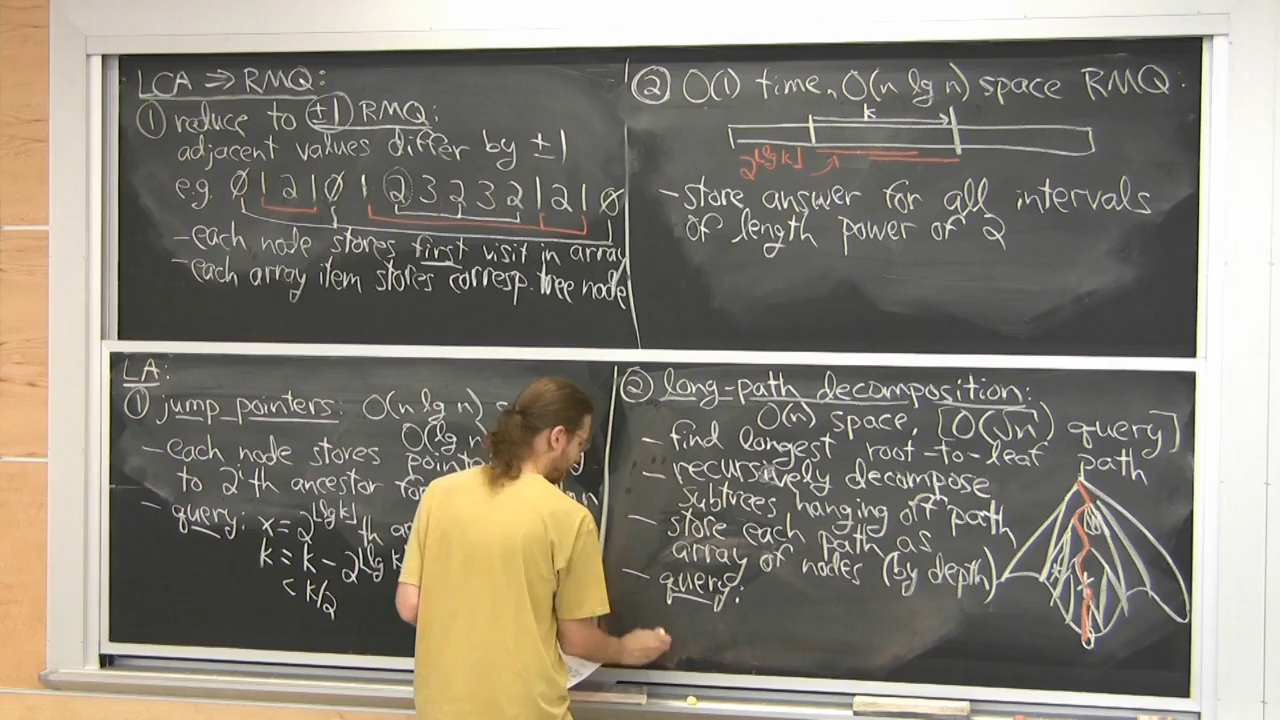 LCA ⇒ RMQ:
① reduce to ±1 RMQ:
adjacent values differ by ±1
e.g. ∅ 1 2 1 ∅ 1 2 3 2 3 2 1 2 1 ∅
- each node stores first visit in array
- each array item stores corresp. tree node
② O(1) time, O(n lg n) space RMQ:
k
2^⌊lg k⌋
- store answer for all intervals
of length power of 2
LA:
① jump pointers: O(n lg n)
O(lg n)
- each node stores
to 2^i th ancestor for
- query: x = 2^⌊lg k⌋ th
k = k - 2^⌊lg k
< k/2
② long-path decomposition:
O(n) space, [O(√n) query]
- find longest root-to-leaf
path
- recursively decompose
subtrees hanging off path
- store each path as
array of nodes (by depth)
- query: